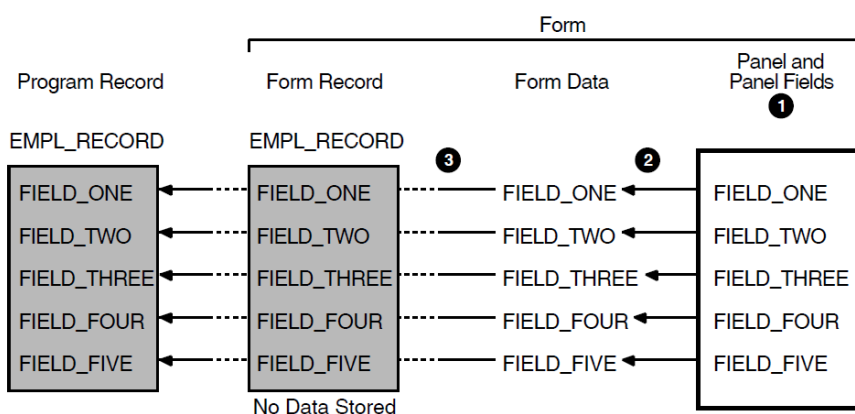 Form
Program Record
Form Record
Form Data
Panel and
Panel Fields
1
EMPL_RECORD
EMPL_RECORD
3
2
FIELD_ONE
FIELD_ONE
FIELD_ONE
FIELD_ONE
FIELD_TWO
FIELD_TWO
FIELD_TWO
FIELD_TWO
FIELD_THREE
FIELD_THREE
FIELD_THREE
FIELD_THREE
FIELD_FOUR
FIELD_FOUR
FIELD_FOUR
FIELD_FOUR
FIELD_FIVE
FIELD_FIVE
FIELD_FIVE
FIELD_FIVE
No Data Stored